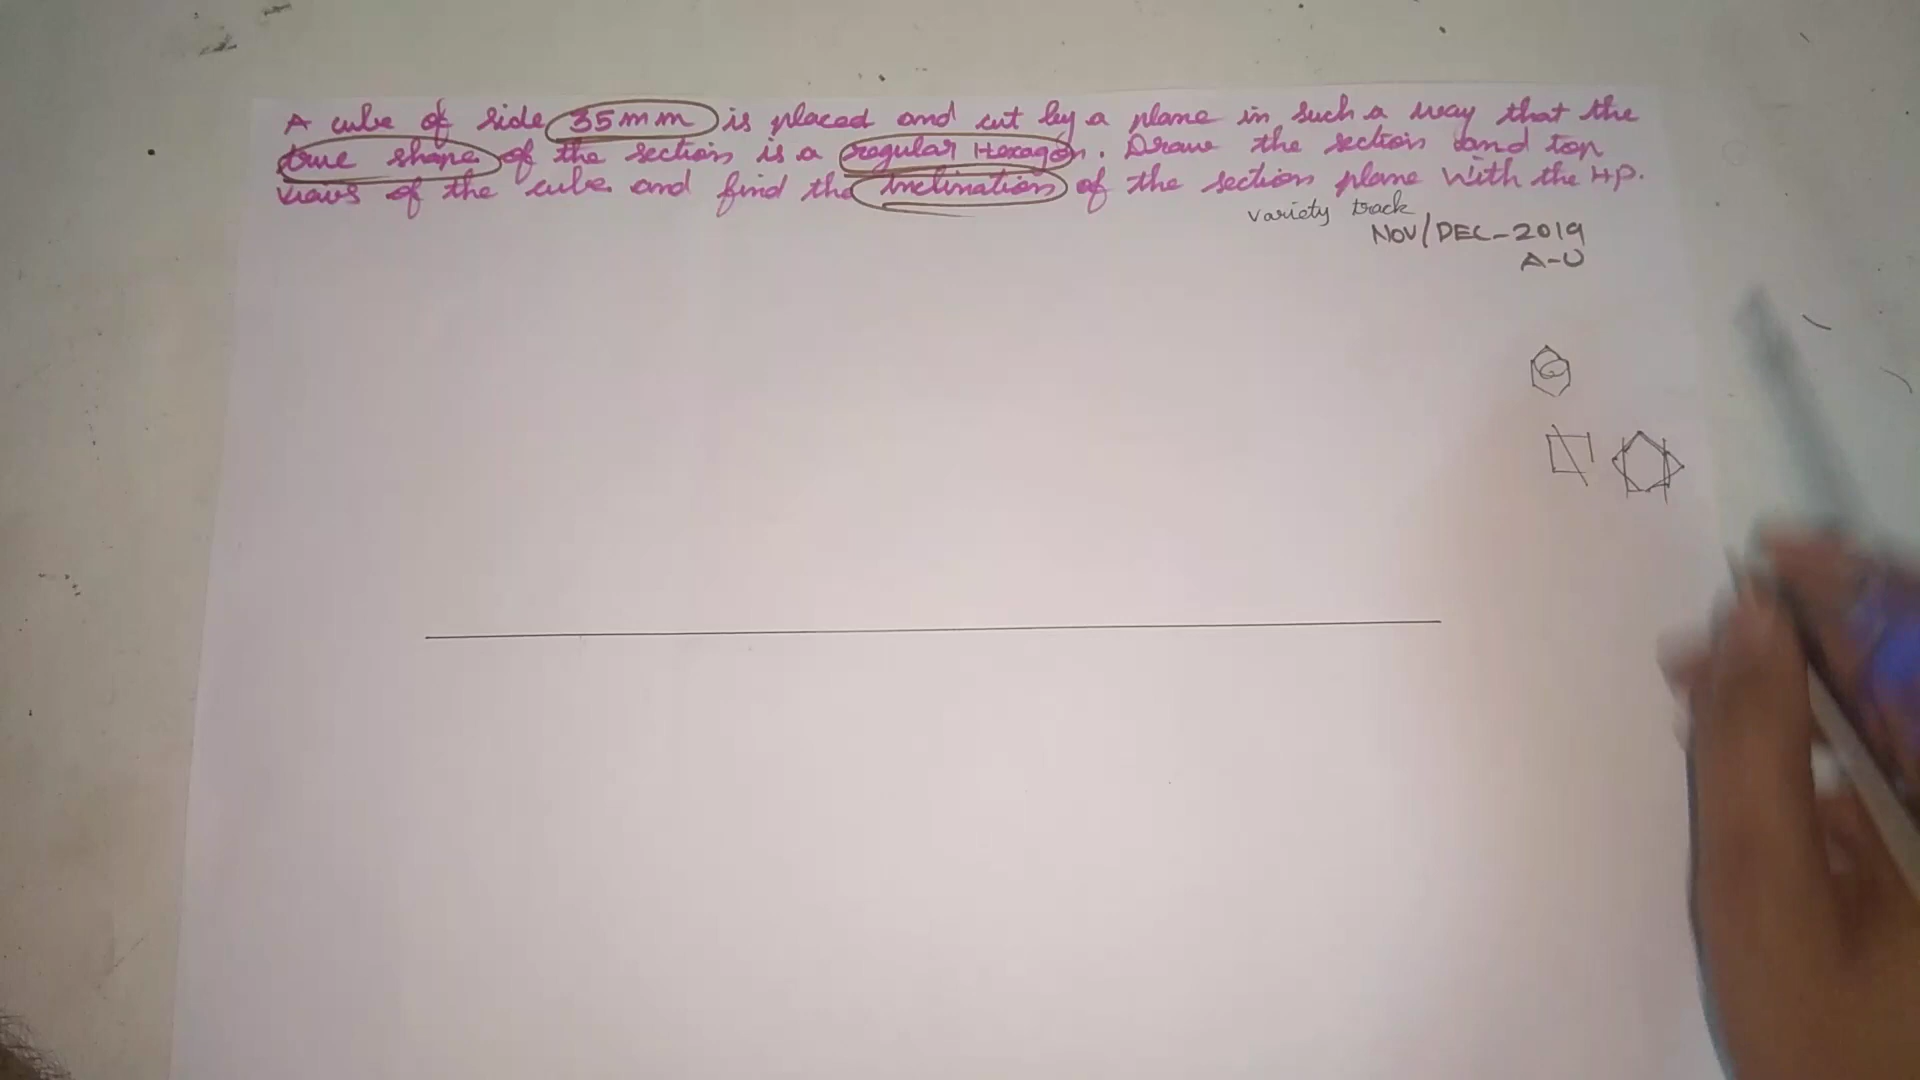 A cube of side 35mm is placed and cut by a plane in such a way that the
true shape of the section is a regular Hexagon. Draw the section and top
views of the cube and find the inclination of the section plane with the HP.
variety track
NOV/DEC-2019
A-U